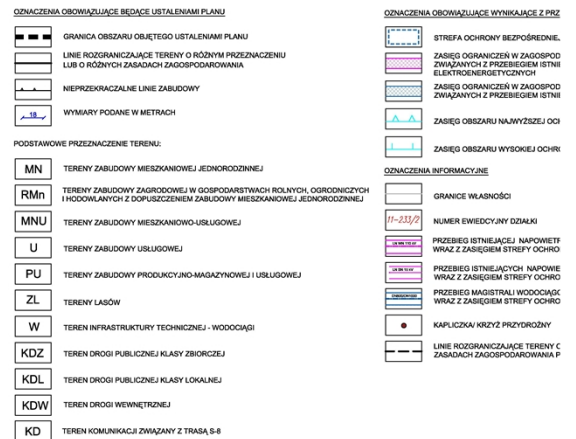 OZNACZENIA OBOWIĄZUJĄCE BĘDĄCE USTALENIAMI PLANU
GRANICA OBSZARU OBJĘTEGO USTALENIAMI PLANU
LINIE ROZGRANICZAJĄCE TERENY O RÓŻNYM PRZEZNACZENIU
LUB O RÓŻNYCH ZASADACH ZAGOSPODAROWANIA
NIEPRZEKRACZALNE LINIE ZABUDOWY
18 WYMIARY PODANE W METRACH
PODSTAWOWE PRZEZNACZENIE TERENU:
MN TERENY ZABUDOWY MIESZKANIOWEJ JEDNORODZINNEJ
RMn TERENY ZABUDOWY ZAGRODOWEJ W GOSPODARSTWACH ROLNYCH, OGRODNICZYCH
I HODOWLANYCH Z DOPUSZCZENIEM ZABUDOWY MIESZKANIOWEJ JEDNORODZINNEJ
MNU TERENY ZABUDOWY MIESZKANIOWO-USŁUGOWEJ
U TERENY ZABUDOWY USŁUGOWEJ
PU TERENY ZABUDOWY PRODUKCYJNO-MAGAZYNOWEJ I USŁUGOWEJ
ZL TERENY LASÓW
W TEREN INFRASTRUKTURY TECHNICZNEJ - WODOCIĄGI
KDZ TEREN DROGI PUBLICZNEJ KLASY ZBIORCZEJ
KDL TEREN DROGI PUBLICZNEJ KLASY LOKALNEJ
KDW TEREN DROGI WEWNĘTRZNEJ
KD TEREN KOMUNIKACJI ZWIĄZANY Z TRASĄ S-8
OZNACZENIA OBOWIĄZUJĄCE WYNIKAJĄCE Z PRZ
STREFA OCHRONY BEZPOŚREDNIEJ
ZASIĘG OGRANICZEŃ W ZAGOSPOD
ZWIĄZANYCH Z PRZEBIEGEM ISTNIE
ELEKTROENERGETYCZNYCH
ZASIĘG OGRANICZEŃ W ZAGOSPOD
ZWIĄZANYCH Z PRZEBIEGEM ISTNIE
ZASIĘG OBSZARU NAJWYŻSZEJ OCH
ZASIĘG OBSZARU WYSOKIEJ OCHRO
OZNACZENIA INFORMACYJNE
GRANICE WŁASNOŚCI
11-233/2 NUMER EWIDECYJNY DZIAŁKI
PRZEBIEG ISTNIEJĄCEJ NAPOWIETR
WRAZ Z ZASIĘGIEM STREFY OCHRO
PRZEBIEG ISTNIEJĄCYCH NAPOWIE
WRAZ Z ZASIĘGIEM STREFY OCHRO
PRZEBIEG MAGISTRALI WODOCIĄGO
WRAZ Z ZASIĘGIEM STREFY OCHRO
KAPLICZKA/ KRZYŻ PRZYDROŻNY
LINIE ROZGRANICZAJĄCE TERENY O
ZASADACH ZAGOSPODAROWANIA P